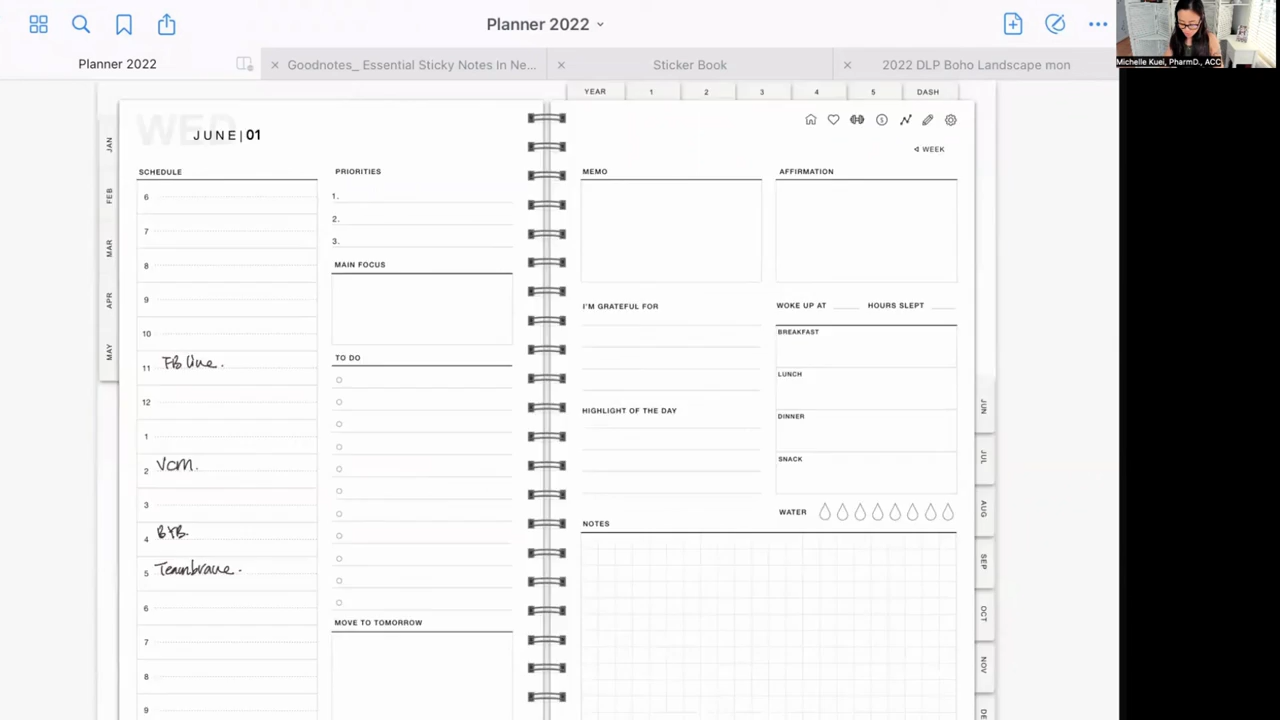 Planner 2022
Planner 2022
Goodnotes_ Essential Sticky Notes In Ne...
Sticker Book
2022 DLP Boho Landscape mon
Michelle Kuei, PharmD., ACC
YEAR 1 2 3 4 5 DASH
WED
JUNE|01
WEEK
JAN
FEB
MAR
APR
MAY
SCHEDULE
6
7
8
9
10
11 FB live.
12
1
2 VCM.
3
4 BTB.
5 Teambrave.
6
7
8
9
PRIORITIES
1.
2.
3.
MAIN FOCUS
TO DO
MOVE TO TOMORROW
MEMO
I'M GRATEFUL FOR
HIGHLIGHT OF THE DAY
AFFIRMATION
WOKE UP AT HOURS SLEPT
BREAKFAST
LUNCH
DINNER
SNACK
WATER
NOTES
JUN
JUL
AUG
SEP
OCT
NOV
DE